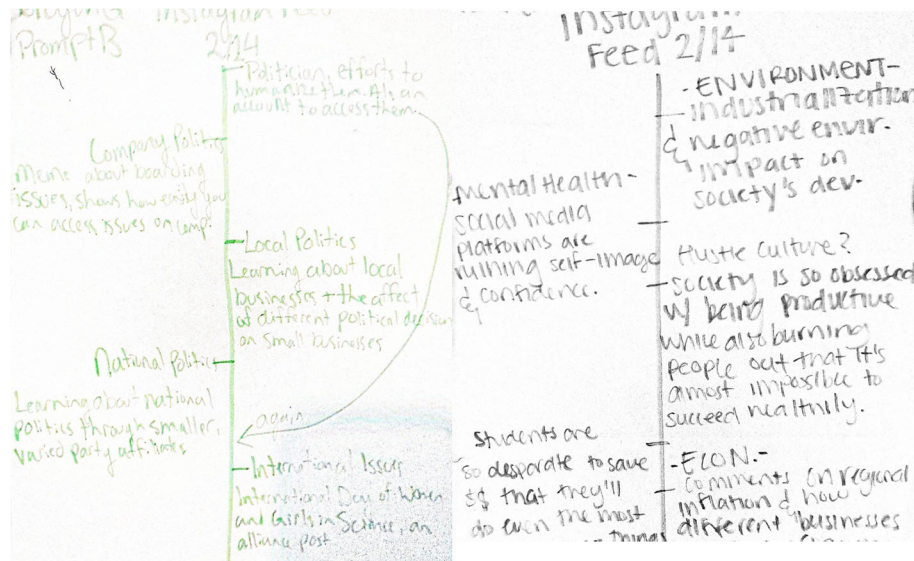 Instagram Feed
Prompt B 2/14
Politician, efforts to
humanize them. Also an
account to access them.
Company Politics
Meme about boarding
issues, shows how easily you
can access issues on comp.
Local Politics
Learning about local
businesses + the affect
of different political decisions
on small businesses
National Politics
Learning about national
politics through smaller,
varied party affiliates
again
International Issues
International Day of Women
and Girls in Science, an
alliance post
Instagram
Feed 2/14
-ENVIRONMENT-
industrialization
& negative envir.
impact on
society's dev.
Mental Health -
social media
platforms are
ruining self-image
& confidence.
Hustle Culture?
society is so obsessed
w/ being productive
while also burning
people out that it's
almost impossible to
succeed healthily.
Students are
so desparate to save
$$ that they'll
do even the most
things
-ECON.-
comments on regional
inflation & how
different businesses